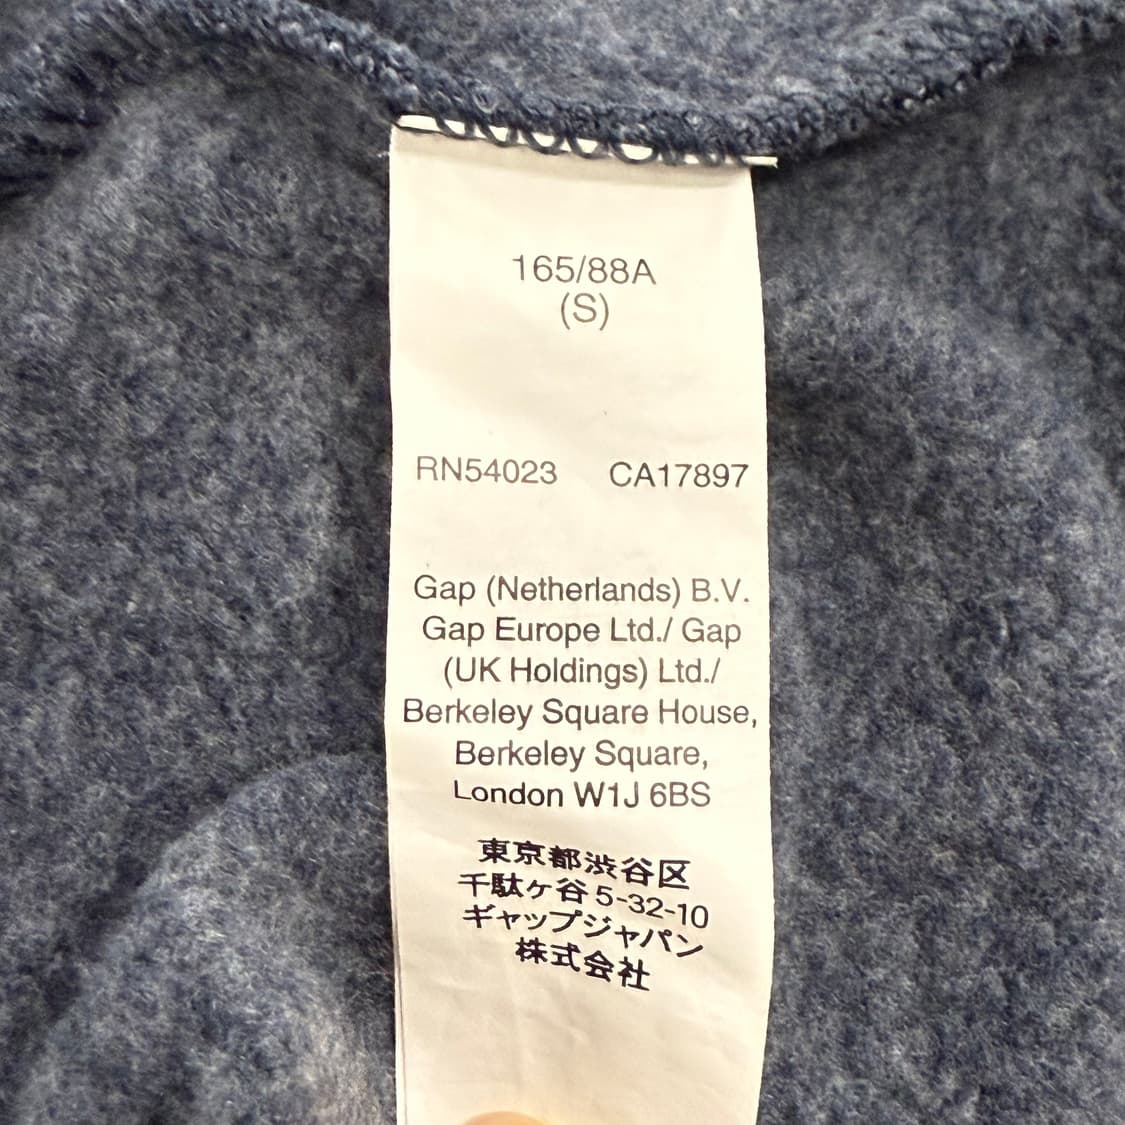 165/88A
(S)
RN54023 CA17897
Gap (Netherlands) B.V.
Gap Europe Ltd./ Gap
(UK Holdings) Ltd./
Berkeley Square House,
Berkeley Square,
London W1J 6BS
東京都渋谷区
千駄ヶ谷5-32-10
ギャップジャパン
株式会社